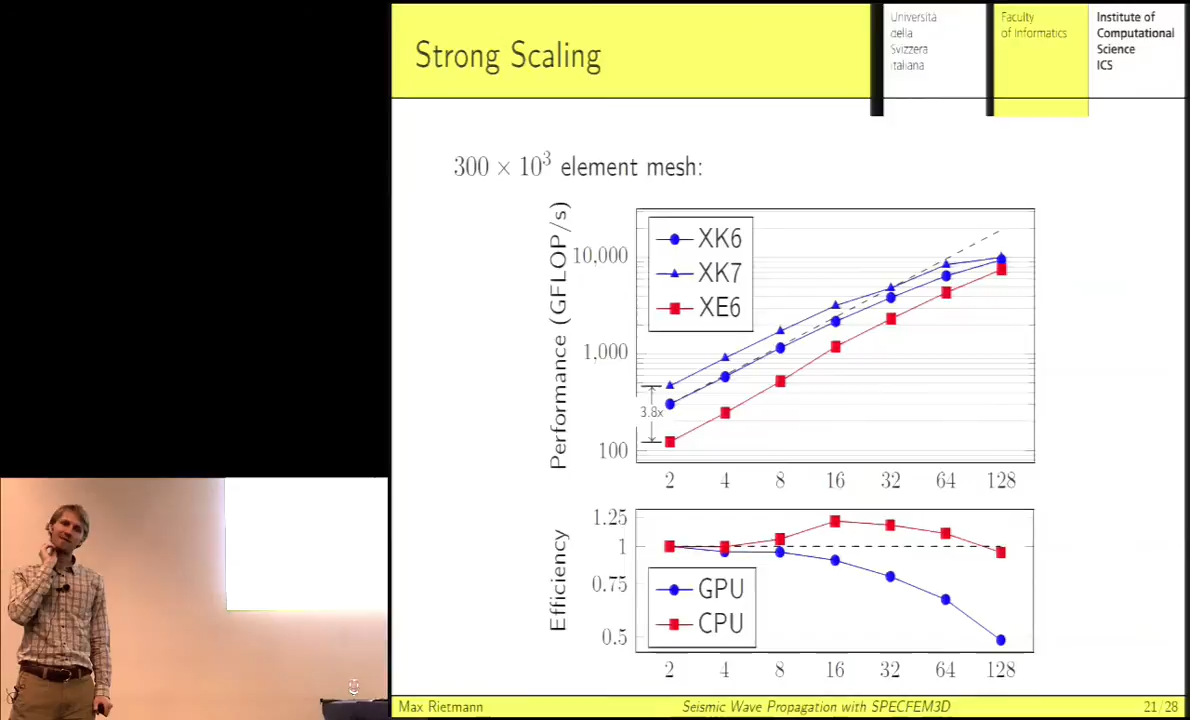 Strong Scaling
Università
della
Svizzera
italiana
Faculty
of Informatics
Institute of
Computational
Science
ICS
300 × 10³ element mesh:
Performance (GFLOP/s)
10,000
1,000
100
XK6
XK7
XE6
3.8x
2 4 8 16 32 64 128
Efficiency
1.25
1
0.75
0.5
GPU
CPU
2 4 8 16 32 64 128
Max Rietmann
Seismic Wave Propagation with SPECFEM3D
21/28